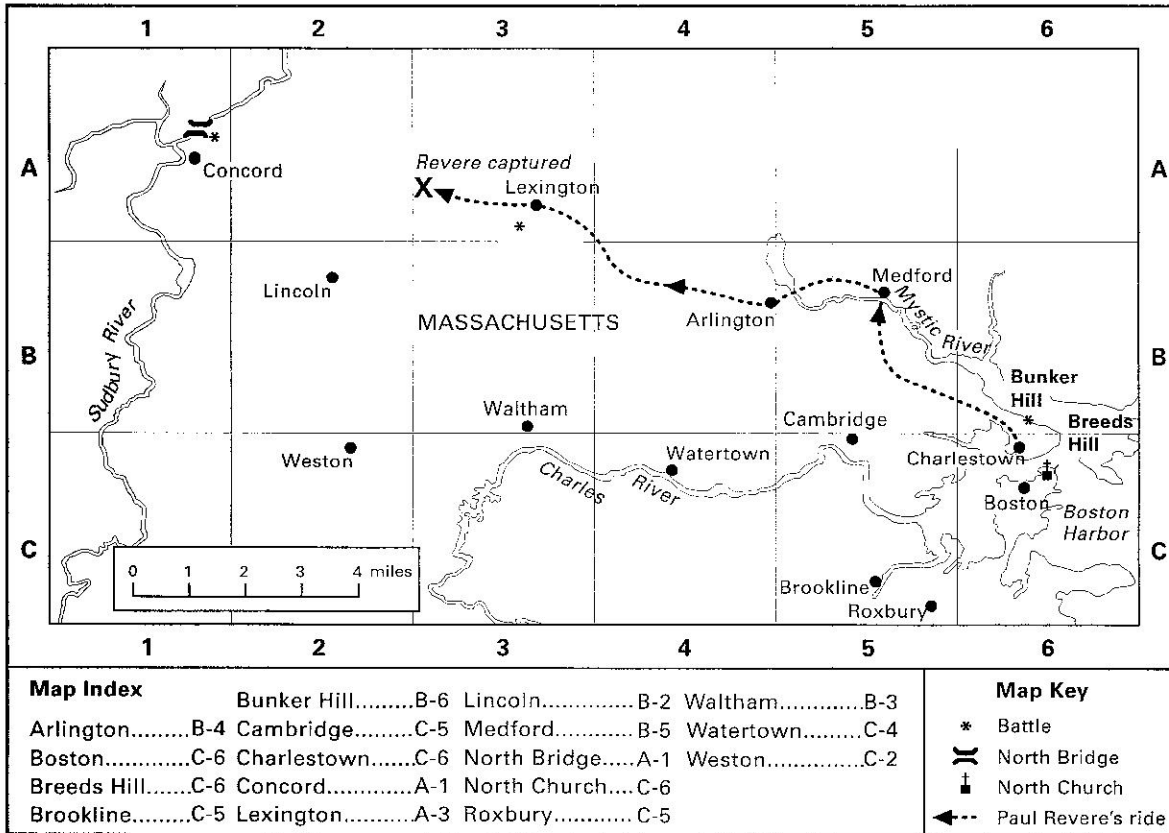 1 2 3 4 5 6
A A
Revere captured
Concord
Lexington
Lincoln
Medford
MASSACHUSETTS
Arlington
Mystic River
Sudbury River
B B
Bunker
Hill
Breeds
Hill
Waltham
Cambridge
Weston
Watertown
Charlestown
Charles River
Boston
Boston
Harbor
C C
0 1 2 3 4 miles
Brookline
Roxbury
1 2 3 4 5 6
Map Index
Arlington.........B-4
Boston............C-6
Breeds Hill......C-6
Brookline........C-5
Bunker Hill........B-6
Cambridge........C-5
Charlestown......C-6
Concord............A-1
Lexington..........A-3
Lincoln..............B-2
Medford............B-5
North Bridge....A-1
North Church...C-6
Roxbury............C-5
Waltham............B-3
Watertown........C-4
Weston..............C-2
Map Key
* Battle
North Bridge
North Church
Paul Revere's ride